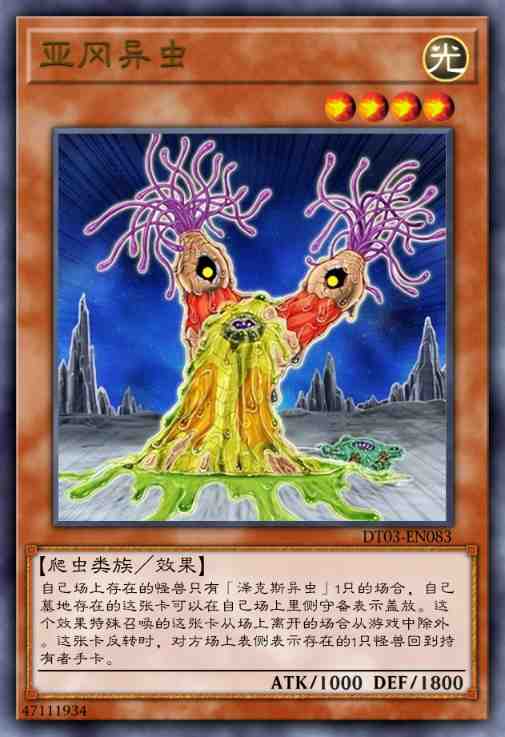 亚风异虫
光
DT03-EN083
【爬虫类族／效果】
自己场上存在的怪兽只有「泽克斯异虫」1只的场合，自己
墓地存在的这张卡可以在自己场上里侧守备表示盖放。这
个效果特殊召唤的这张卡从场上离开的场合从游戏中除外
。这张卡反转时，对方场上表侧表示存在的1只怪兽回到持
有者手卡。
ATK/1000 DEF/1800
47111934